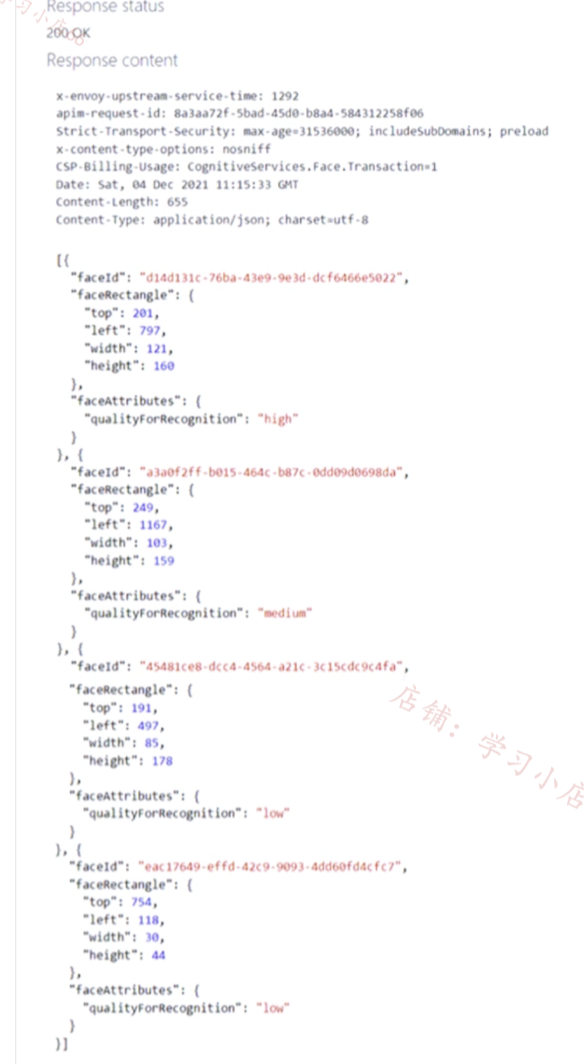 Response status
200 OK
Response content
x-envoy-upstream-service-time: 1292
apim-request-id: 8a3aa72f-5bad-45d0-b8a4-584312258f06
Strict-Transport-Security: max-age=31536000; includeSubDomains; preload
x-content-type-options: nosniff
CSP-Billing-Usage: CognitiveServices.Face.Transaction=1
Date: Sat, 04 Dec 2021 11:15:33 GMT
Content-Length: 655
Content-Type: application/json; charset=utf-8
[{
"faceId": "d14d131c-76ba-43e9-9e3d-dcf6466e5022",
"faceRectangle": {
"top": 201,
"left": 797,
"width": 121,
"height": 160
},
"faceAttributes": {
"qualityForRecognition": "high"
}
}, {
"faceId": "a3a0f2ff-b015-464c-b87c-0dd09d0698da",
"faceRectangle": {
"top": 249,
"left": 1167,
"width": 103,
"height": 159
},
"faceAttributes": {
"qualityForRecognition": "medium"
}
}, {
"faceId": "45481ce8-dcc4-4564-a21c-3c15cdc9c4fa",
"faceRectangle": {
"top": 191,
"left": 497,
"width": 85,
"height": 178
},
"faceAttributes": {
"qualityForRecognition": "low"
}
}, {
"faceId": "eac17649-effd-42c9-9093-4dd60fd4cfc7",
"faceRectangle": {
"top": 754,
"left": 118,
"width": 30,
"height": 44
},
"faceAttributes": {
"qualityForRecognition": "low"
}
}]
店铺：学习小店